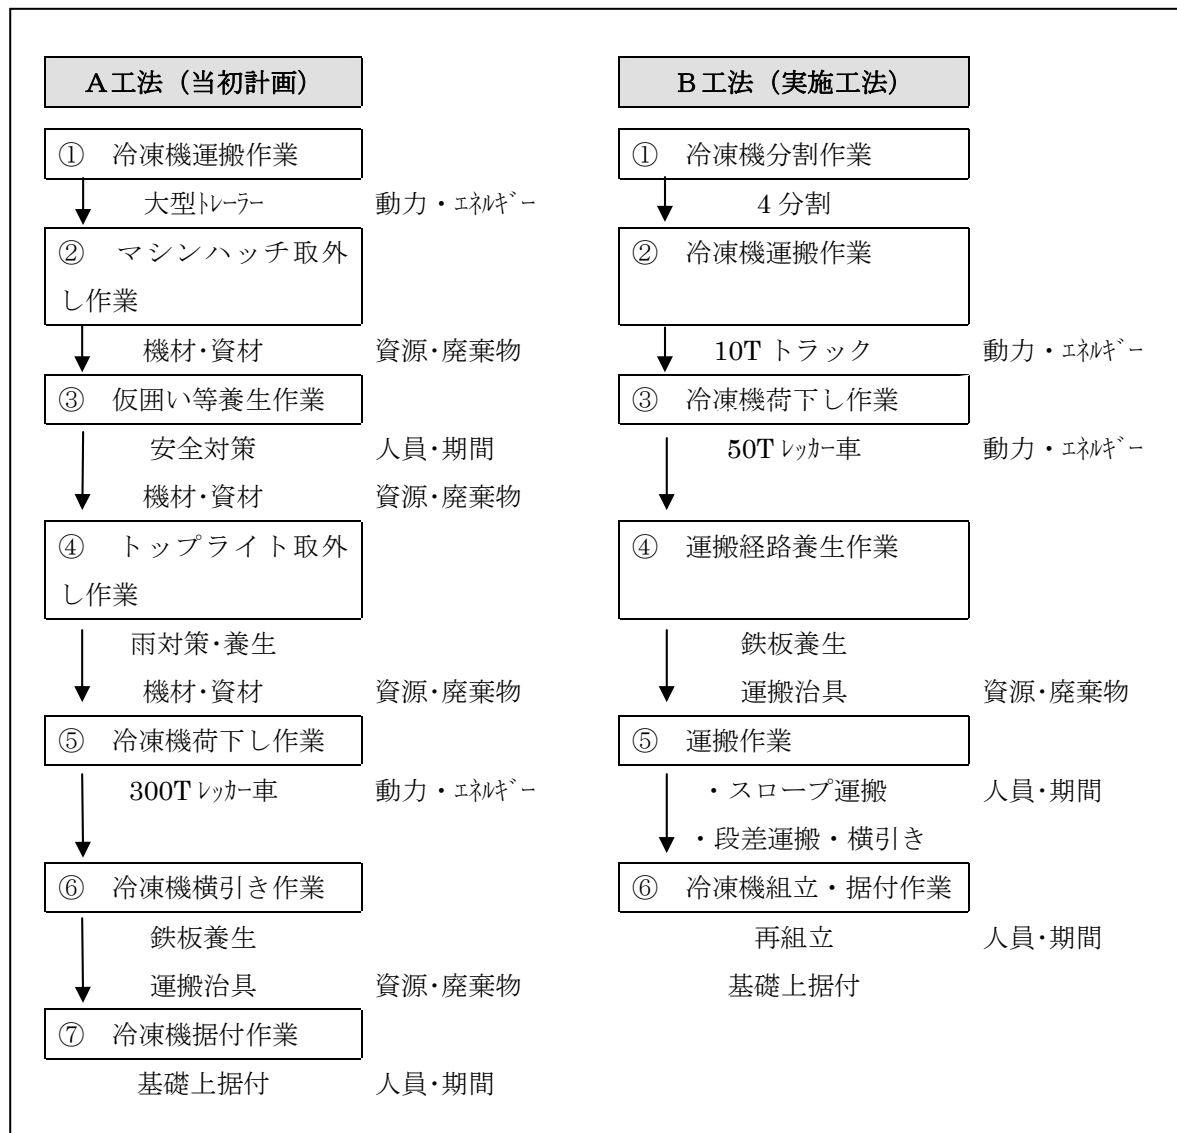 A工法（当初計画）
① 冷凍機運搬作業
大型ﾄﾚｰﾗｰ 動力・ｴﾈﾙｷﾞｰ
② マシンハッチ取外
し作業
機材･資材 資源･廃棄物
③ 仮囲い等養生作業
安全対策 人員･期間
機材･資材 資源･廃棄物
④ トップライト取外
し作業
雨対策･養生
機材･資材 資源･廃棄物
⑤ 冷凍機荷下し作業
300Tﾚｯｶｰ車 動力・ｴﾈﾙｷﾞｰ
⑥ 冷凍機横引き作業
鉄板養生
運搬治具 資源･廃棄物
⑦ 冷凍機据付作業
基礎上据付 人員･期間
B工法（実施工法）
① 冷凍機分割作業
4分割
② 冷凍機運搬作業
10Tトラック 動力・ｴﾈﾙｷﾞｰ
③ 冷凍機荷下し作業
50Tﾚｯｶｰ車 動力・ｴﾈﾙｷﾞｰ
④ 運搬経路養生作業
鉄板養生
運搬治具 資源･廃棄物
⑤ 運搬作業
・スロープ運搬 人員･期間
・段差運搬・横引き
⑥ 冷凍機組立・据付作業
再組立 人員･期間
基礎上据付